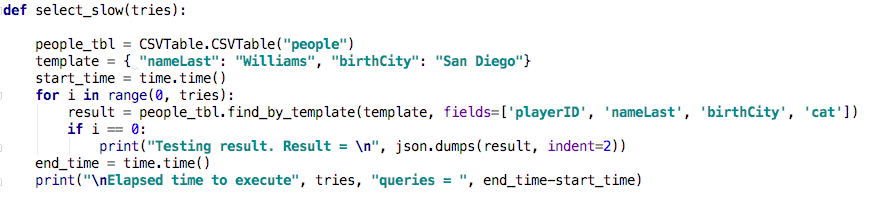 def select_slow(tries):
    people_tbl = CSVTable.CSVTable("people")
    template = { "nameLast": "Williams", "birthCity": "San Diego"}
    start_time = time.time()
    for i in range(0, tries):
        result = people_tbl.find_by_template(template, fields=['playerID', 'nameLast', 'birthCity', 'cat'])
        if i == 0:
            print("Testing result. Result = \n", json.dumps(result, indent=2))
    end_time = time.time()
    print("\nElapsed time to execute", tries, "queries = ", end_time-start_time)